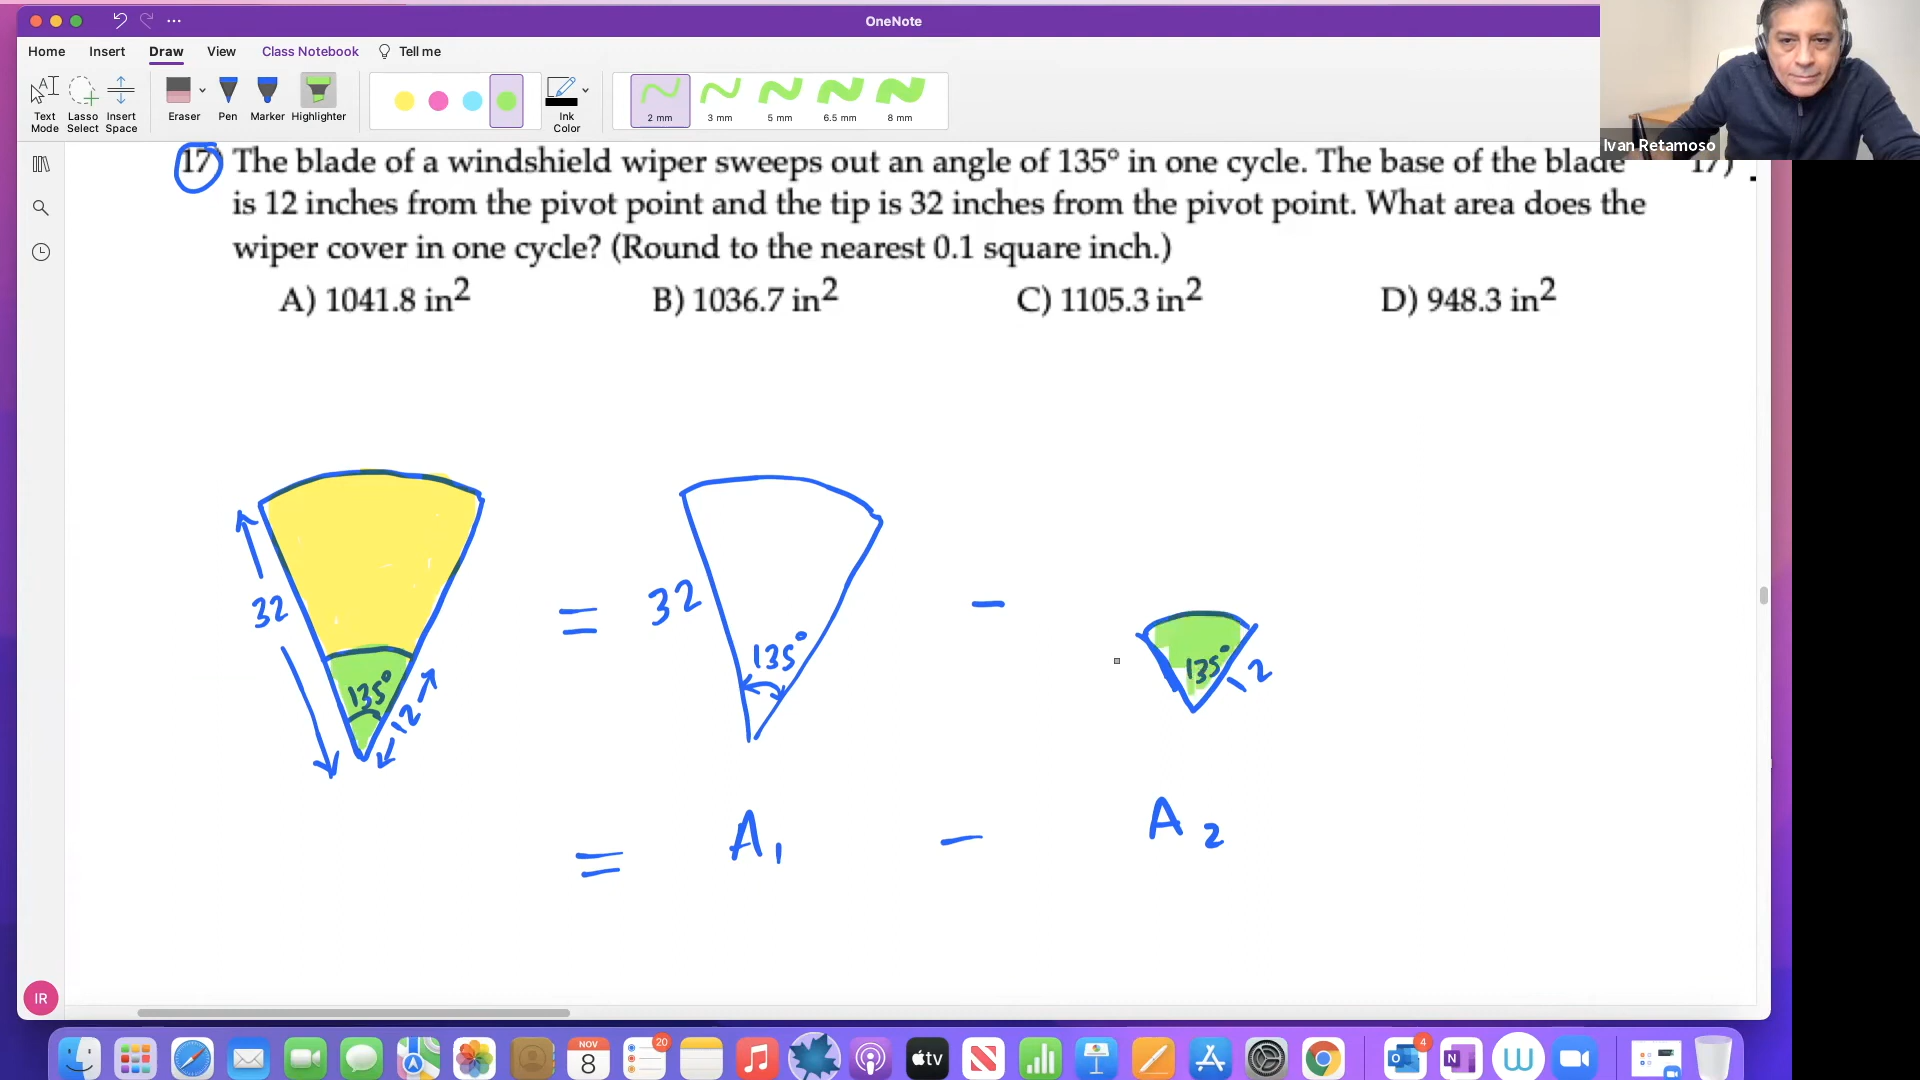 OneNote
Home Insert Draw View Class Notebook Tell me
Text Mode Lasso Select Insert Space Eraser Pen Marker Highlighter Ink Color 2 mm 3 mm 5 mm 6.5 mm 8 mm
Ivan Retamoso
17) The blade of a windshield wiper sweeps out an angle of 135° in one cycle. The base of the blade 17)
is 12 inches from the pivot point and the tip is 32 inches from the pivot point. What area does the
wiper cover in one cycle? (Round to the nearest 0.1 square inch.)
A) 1041.8 in² B) 1036.7 in² C) 1105.3 in² D) 948.3 in²
32 135° 12 = 32 135° - 135° 12
= A₁ - A₂
IR
NOV 8 20 tv 4